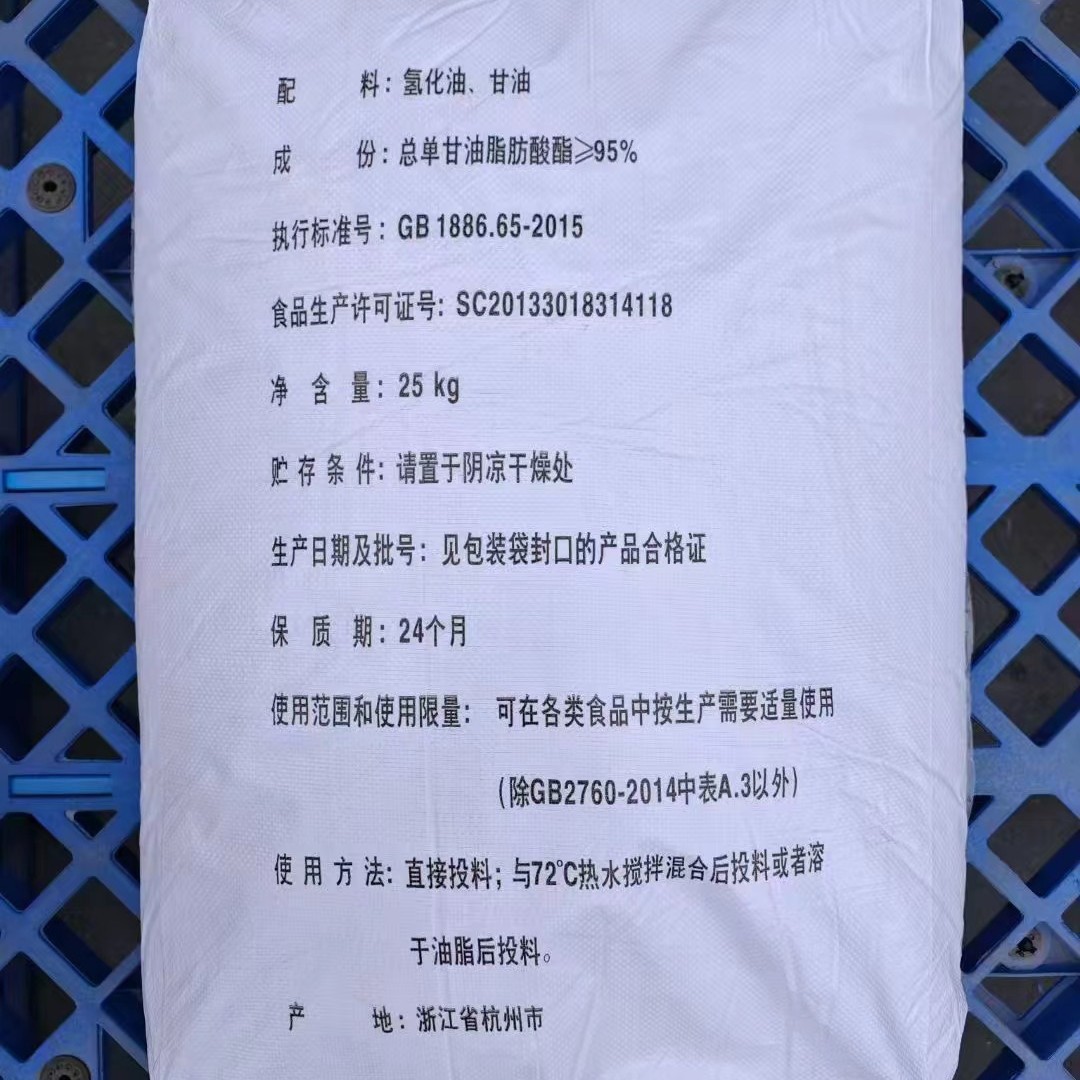 配料：氢化油、甘油
成份：总单甘油脂肪酸酯≥95%
执行标准号：GB 1886.65-2015
食品生产许可证号：SC20133018314118
净含量：25 kg
贮存条件：请置于阴凉干燥处
生产日期及批号：见包装袋封口的产品合格证
保质期：24个月
使用范围和使用限量：可在各类食品中按生产需要适量使用
（除GB2760-2014中表A.3以外）
使用方法：直接投料；与72℃热水搅拌混合后投料或者溶
于油脂后投料。
产地：浙江省杭州市